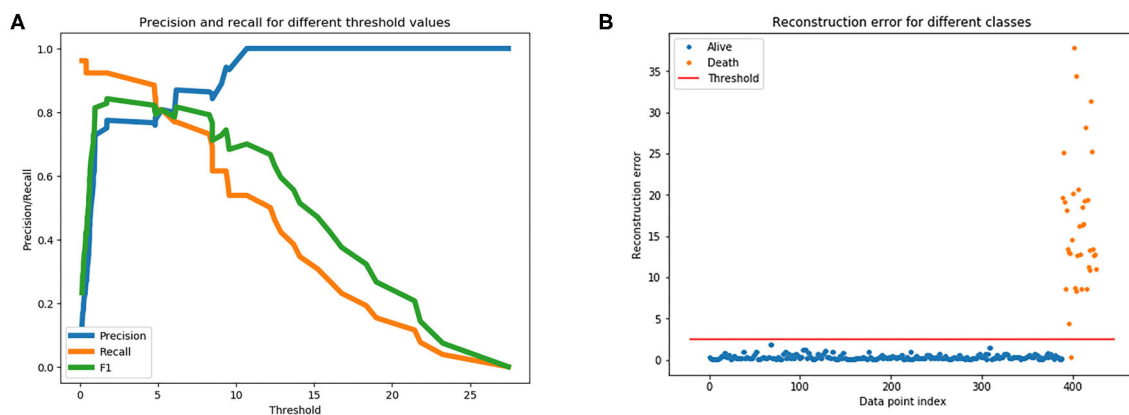 A
Precision and recall for different threshold values
1.0
0.8
0.6
0.4
0.2
0.0
Precision/Recall
Precision
Recall
F1
0
5
10
15
20
25
Threshold
B
Reconstruction error for different classes
Alive
Death
Threshold
35
30
25
20
15
10
5
0
Reconstruction error
0
100
200
300
400
Data point index